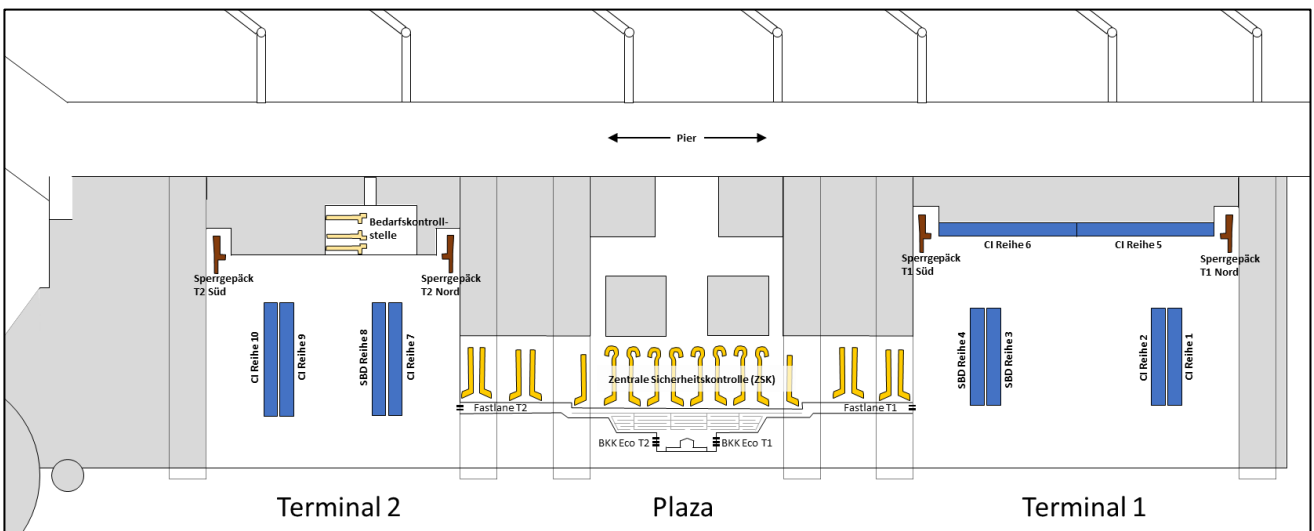 Pier
Bedarfskontroll-
stelle
Sperrgepäck
T2 Süd
Sperrgepäck
T2 Nord
CI Reihe 10
CI Reihe 9
SBD Reihe 8
CI Reihe 7
Zentrale Sicherheitskontrolle (ZSK)
Fastlane T2
Fastlane T1
BKK Eco T2
BKK Eco T1
CI Reihe 6
CI Reihe 5
Sperrgepäck
T1 Süd
Sperrgepäck
T1 Nord
SBD Reihe 4
SBD Reihe 3
CI Reihe 2
CI Reihe 1
Terminal 2
Plaza
Terminal 1